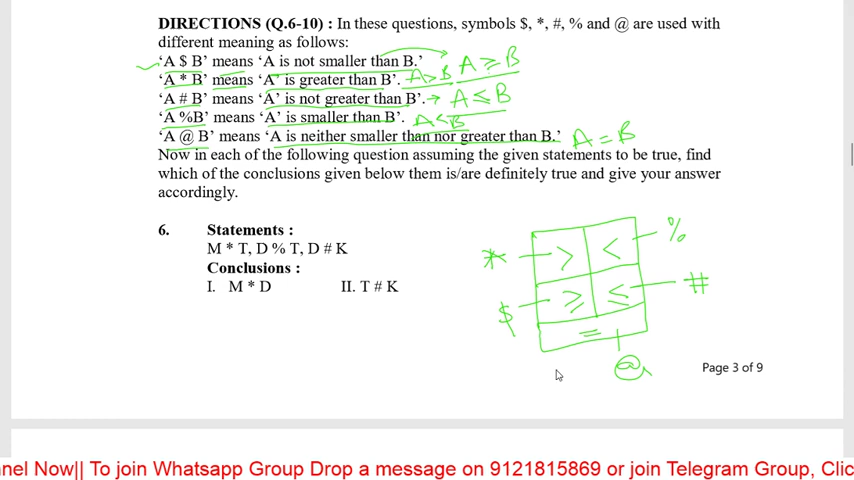 DIRECTIONS (Q.6-10) : In these questions, symbols $, *, #, % and @ are used with
different meaning as follows:
‘A $ B’ means ‘A is not smaller than B.’ A ≥ B
‘A * B’ means ‘A’ is greater than B’. A > B
‘A # B’ means ‘A’ is not greater than B’. → A ≤ B
‘A %B’ means ‘A’ is smaller than B’. A < B
‘A @ B’ means ‘A is neither smaller than nor greater than B.’ A = B
Now in each of the following question assuming the given statements to be true, find
which of the conclusions given below them is/are definitely true and give your answer
accordingly.
6. Statements :
M * T, D % T, D # K
Conclusions :
I. M * D II. T # K
* > < %
$ ≥ ≤ #
=
@
Page 3 of 9
nel Now|| To join Whatsapp Group Drop a message on 9121815869 or join Telegram Group, Clic